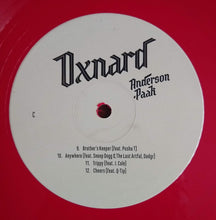 Oxnard
Anderson
.Paak
C
9. Brother's Keeper (feat. Pusha T)
10. Anywhere (feat. Snoop Dogg & The Last Artful, Dodgr)
11. Trippy (feat. J. Cole)
12. Cheers (feat. Q-Tip)